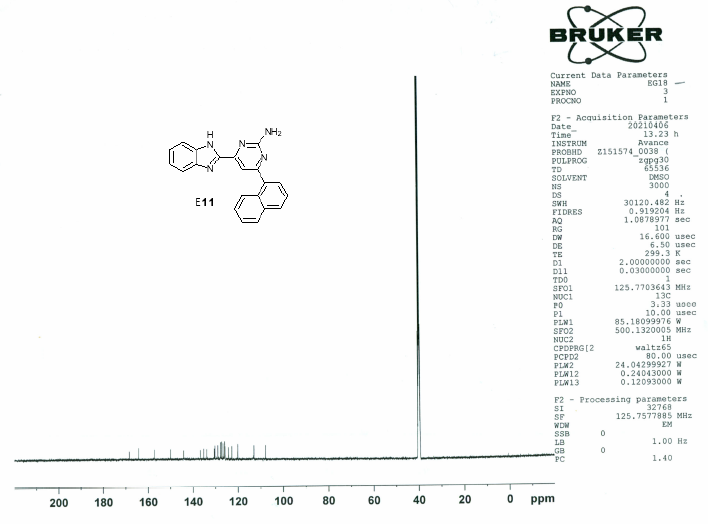 BRUKER
Current Data Parameters
NAME EG18
EXPNO 3
PROCNO 1
F2 - Acquisition Parameters
Date_ 20210406
Time 13.23 h
INSTRUM Avance
PROBHD Z151574_0038 (
PULPROG zgpg30
TD 65536
SOLVENT DMSO
NS 3000
DS 4
SWH 30120.482 Hz
FIDRES 0.919204 Hz
AQ 1.0878977 sec
RG 101
DW 16.600 usec
DE 6.50 usec
TE 299.3 K
D1 2.00000000 sec
D11 0.03000000 sec
TD0 1
SFO1 125.7703643 MHz
NUC1 13C
P0 3.33 usec
P1 10.00 usec
PLW1 85.18099976 W
SFO2 500.1320005 MHz
NUC2 1H
CPDPRG[2 waltz65
PCPD2 80.00 usec
PLW2 24.04299927 W
PLW12 0.24043000 W
PLW13 0.12093000 W
F2 - Processing parameters
SI 32768
SF 125.7577885 MHz
WDW EM
SSB 0
LB 1.00 Hz
GB 0
PC 1.40
H
N
N
N
NH2
N
E11
200 180 160 140 120 100 80 60 40 20 0 ppm